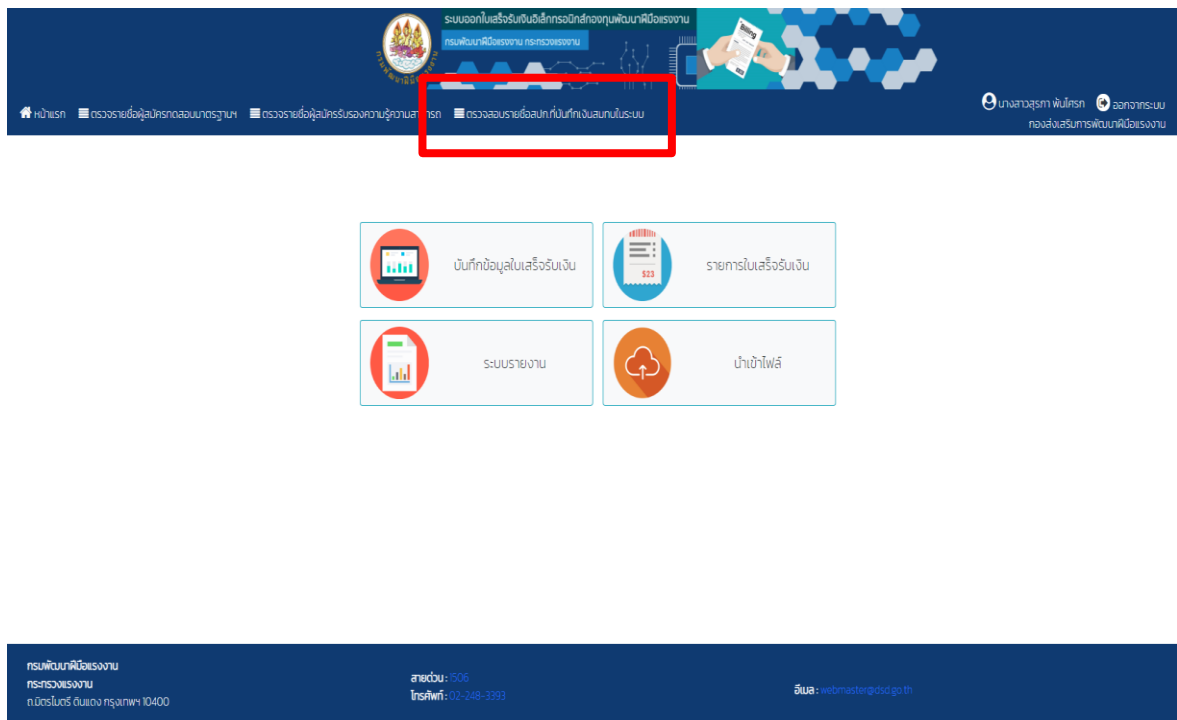 ระบบออกใบเสร็จรับเงินอิเล็กทรอนิกส์กองทุนพัฒนาฝีมือแรงงาน
กรมพัฒนาฝีมือแรงงาน กระทรวงแรงงาน
Billing
หน้าแรก ตรวจรายชื่อผู้สมัครทดสอบมาตรฐานฯ ตรวจรายชื่อผู้สมัครรับรองความรู้ความสามารถ ตรวจสอบรายชื่อสปก.ที่บันทึกเงินสมทบในระบบ
นางสาวสุรภา พันโศรก ออกจากระบบ
กองส่งเสริมการพัฒนาฝีมือแรงงาน
บันทึกข้อมูลใบเสร็จรับเงิน
$23
รายการใบเสร็จรับเงิน
ระบบรายงาน
นำเข้าไฟล์
กรมพัฒนาฝีมือแรงงาน
กระทรวงแรงงาน
ถ.มิตรไมตรี ดินแดง กรุงเทพฯ 10400
สายด่วน : 1506
โทรศัพท์ : 02-248-3393
อีเมล : webmaster@dsd.go.th